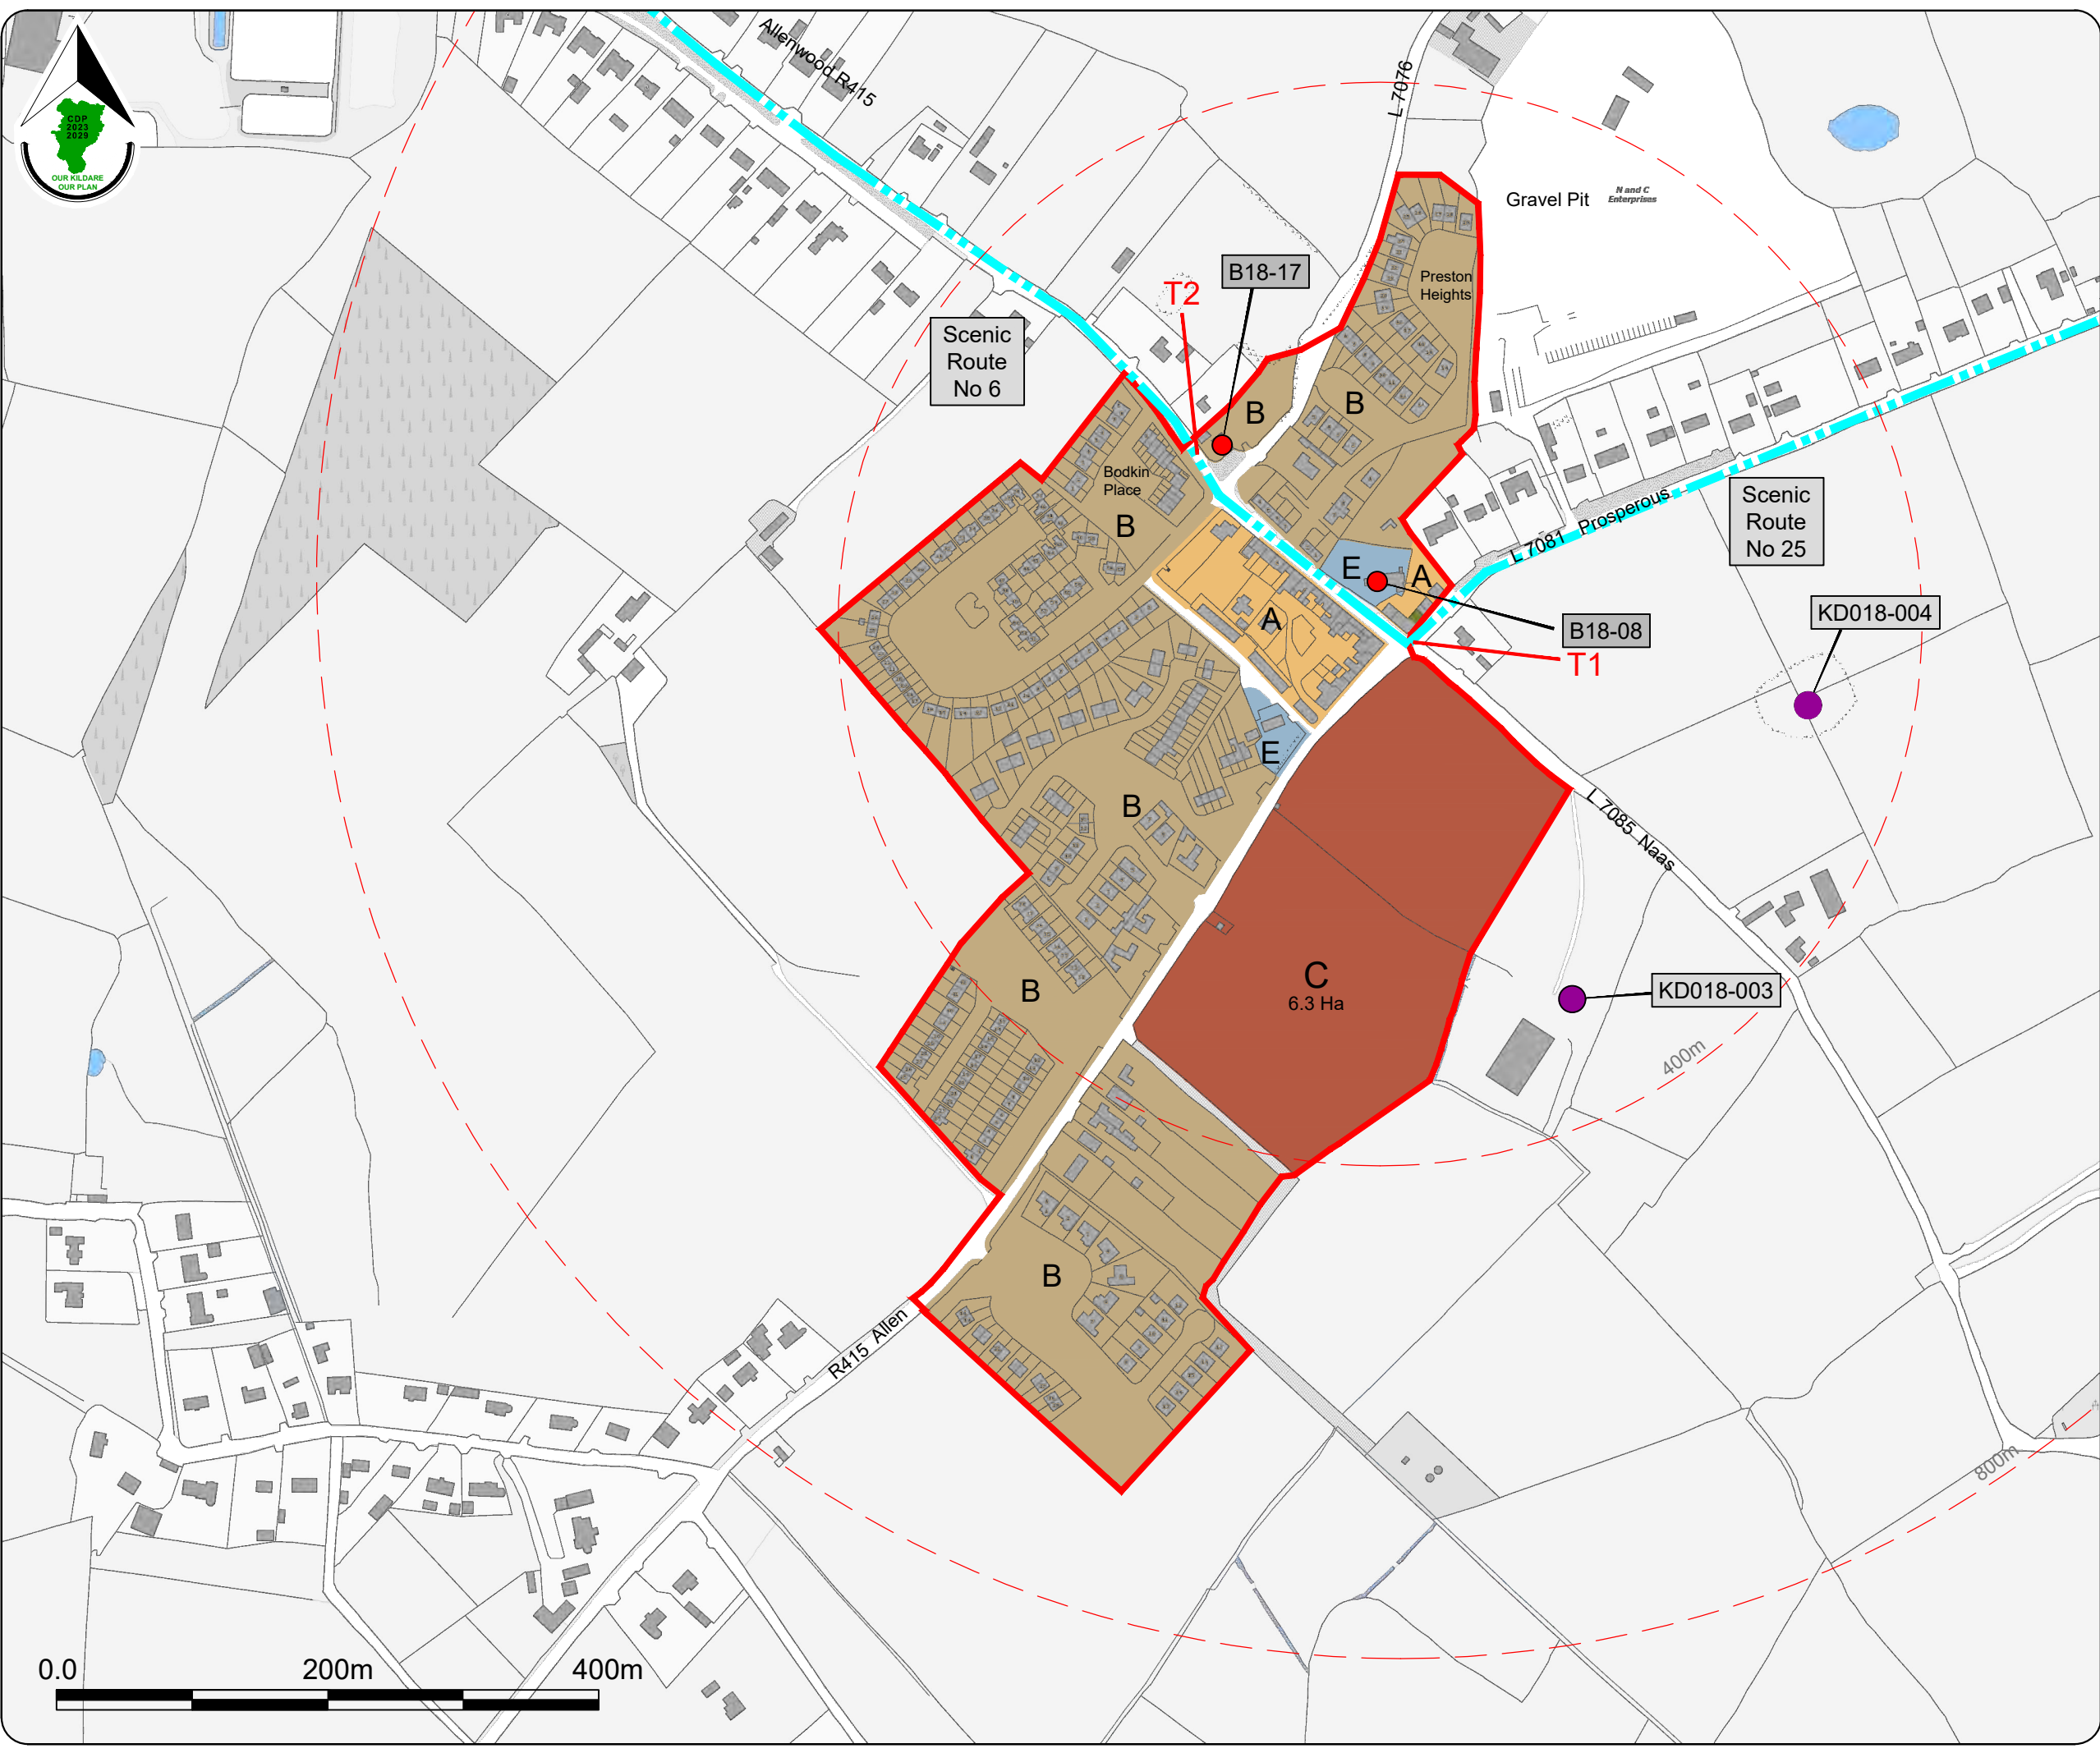 CDP
2023
2029
OUR KILDARE
OUR PLAN
Allenwood R415
L 7076
Gravel Pit
N and C
Enterprises
B18-17
T2
Preston
Heights
Scenic
Route
No 6
B
B
Bodkin
Place
B
L 7081 Prosperous
Scenic
Route
No 25
E
A
A
B18-08
T1
KD018-004
E
B
L 7085 Naas
C
6.3 Ha
KD018-003
B
400m
B
R415 Allen
800m
0.0 200m 400m